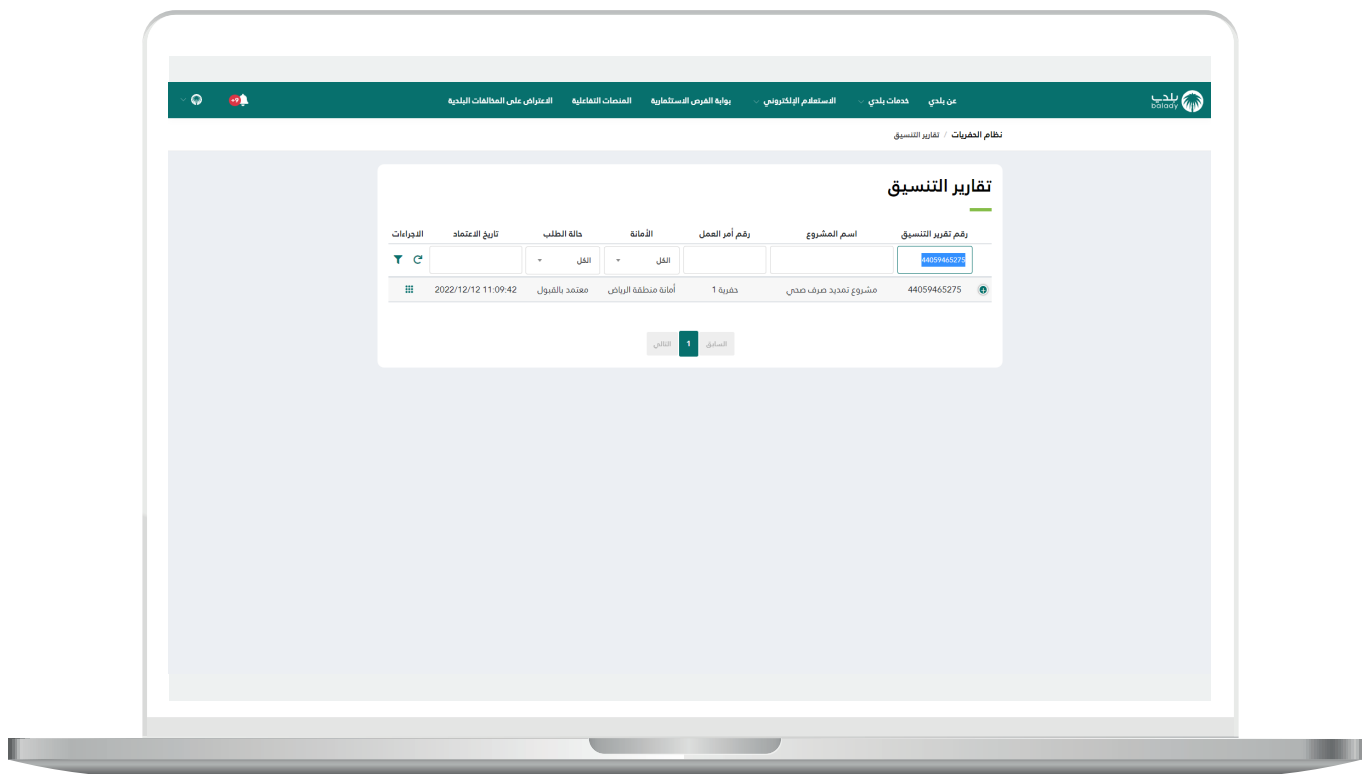 بلدي
balady
عن بلدي خدمات بلدي الاستعلام الإلكتروني بوابة الفرص الاستثمارية المنصات التفاعلية الاعتراض على المخالفات البلدية
+9
نظام الحفريات / تقارير التنسيق
تقارير التنسيق
رقم تقرير التنسيق اسم المشروع رقم أمر العمل الأمانة حالة الطلب تاريخ الاعتماد الاجراءات
44059465275 الكل الكل
44059465275 مشروع تمديد صرف صحي حفرية 1 أمانة منطقة الرياض معتمد بالقبول 2022/12/12 11:09:42
السابق 1 التالي